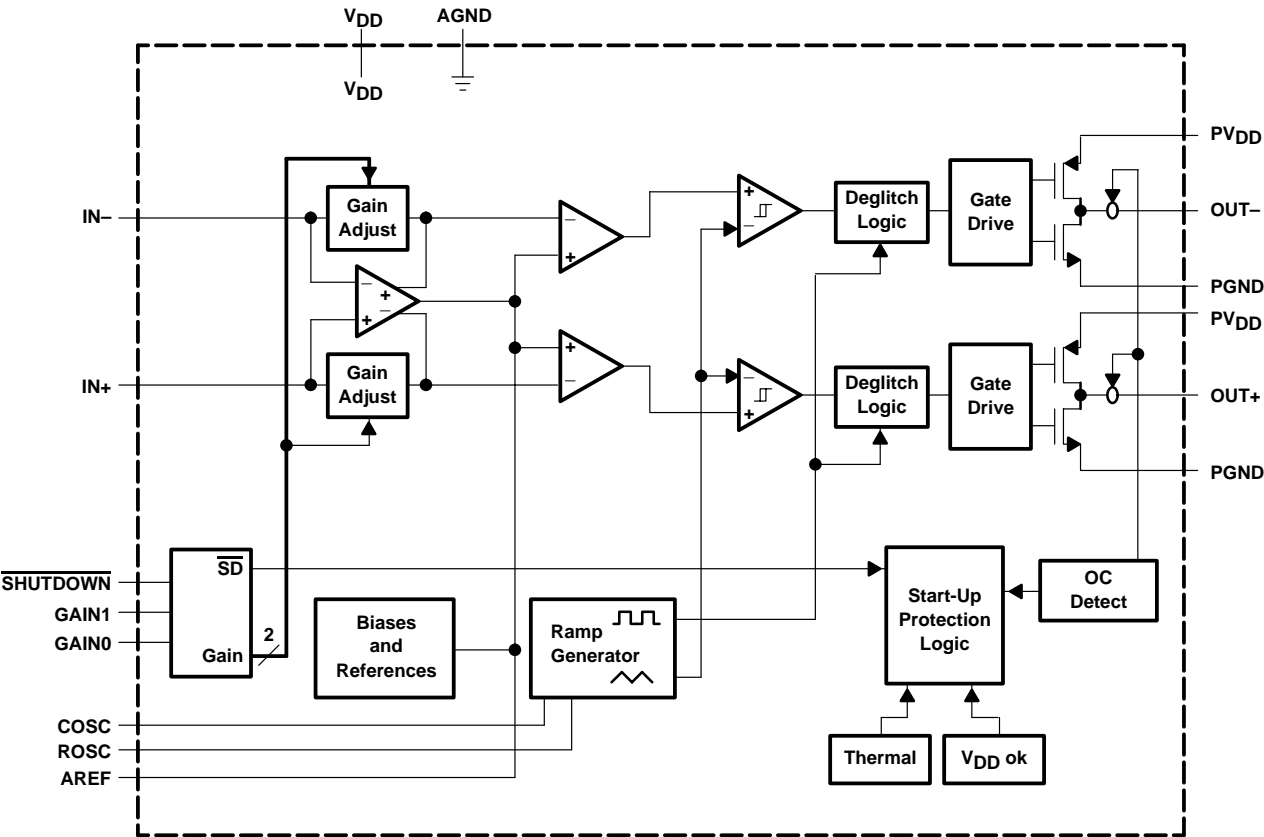 VDD
AGND
VDD
PVDD
IN–
Gain
Adjust
–
+
+
–
Deglitch
Logic
Gate
Drive
OUT–
–
+
+
–
PGND
PVDD
IN+
Gain
Adjust
+
–
–
+
Deglitch
Logic
Gate
Drive
OUT+
PGND
SHUTDOWN
GAIN1
GAIN0
SD
Gain
2
Biases
and
References
Ramp
Generator
Start-Up
Protection
Logic
OC
Detect
COSC
ROSC
AREF
Thermal
VDD ok